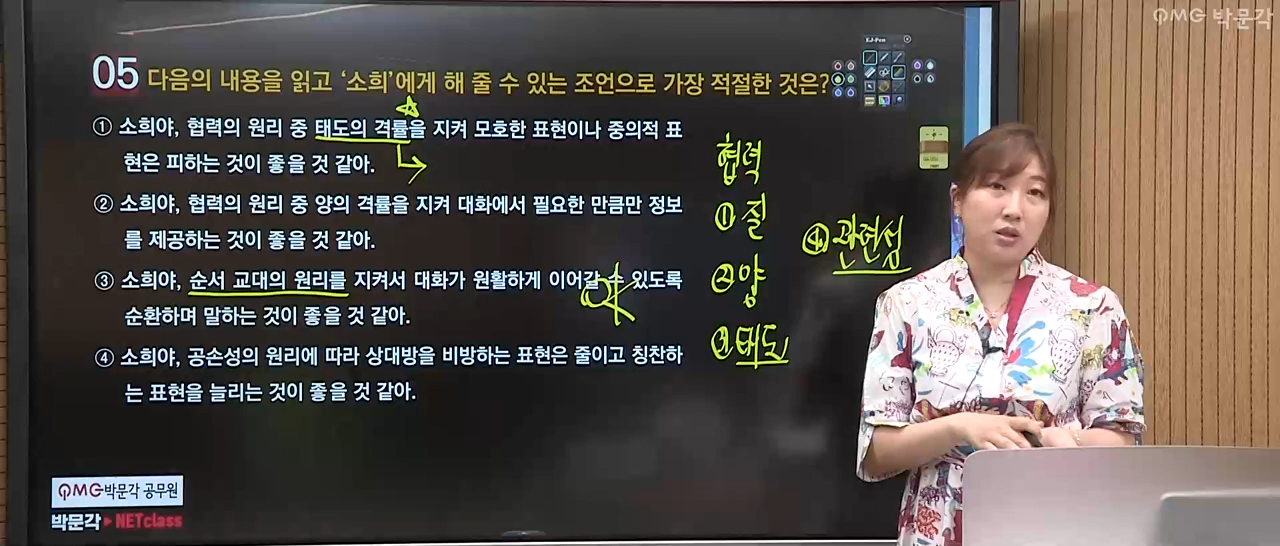 QMG 박문각
EJ-Pen
05 다음의 내용을 읽고 '소희'에게 해 줄 수 있는 조언으로 가장 적절한 것은?
① 소희야, 협력의 원리 중 태도의 격률을 지켜 모호한 표현이나 중의적 표
현은 피하는 것이 좋을 것 같아.
② 소희야, 협력의 원리 중 양의 격률을 지켜 대화에서 필요한 만큼만 정보
를 제공하는 것이 좋을 것 같아.
③ 소희야, 순서 교대의 원리를 지켜서 대화가 원활하게 이어갈 수 있도록
순환하며 말하는 것이 좋을 것 같아.
④ 소희야, 공손성의 원리에 따라 상대방을 비방하는 표현은 줄이고 칭찬하
는 표현을 늘리는 것이 좋을 것 같아.
협력
① 질
② 양
③ 태도
④ 관련성
QMG 박문각 공무원
박문각 ▶ NETclass